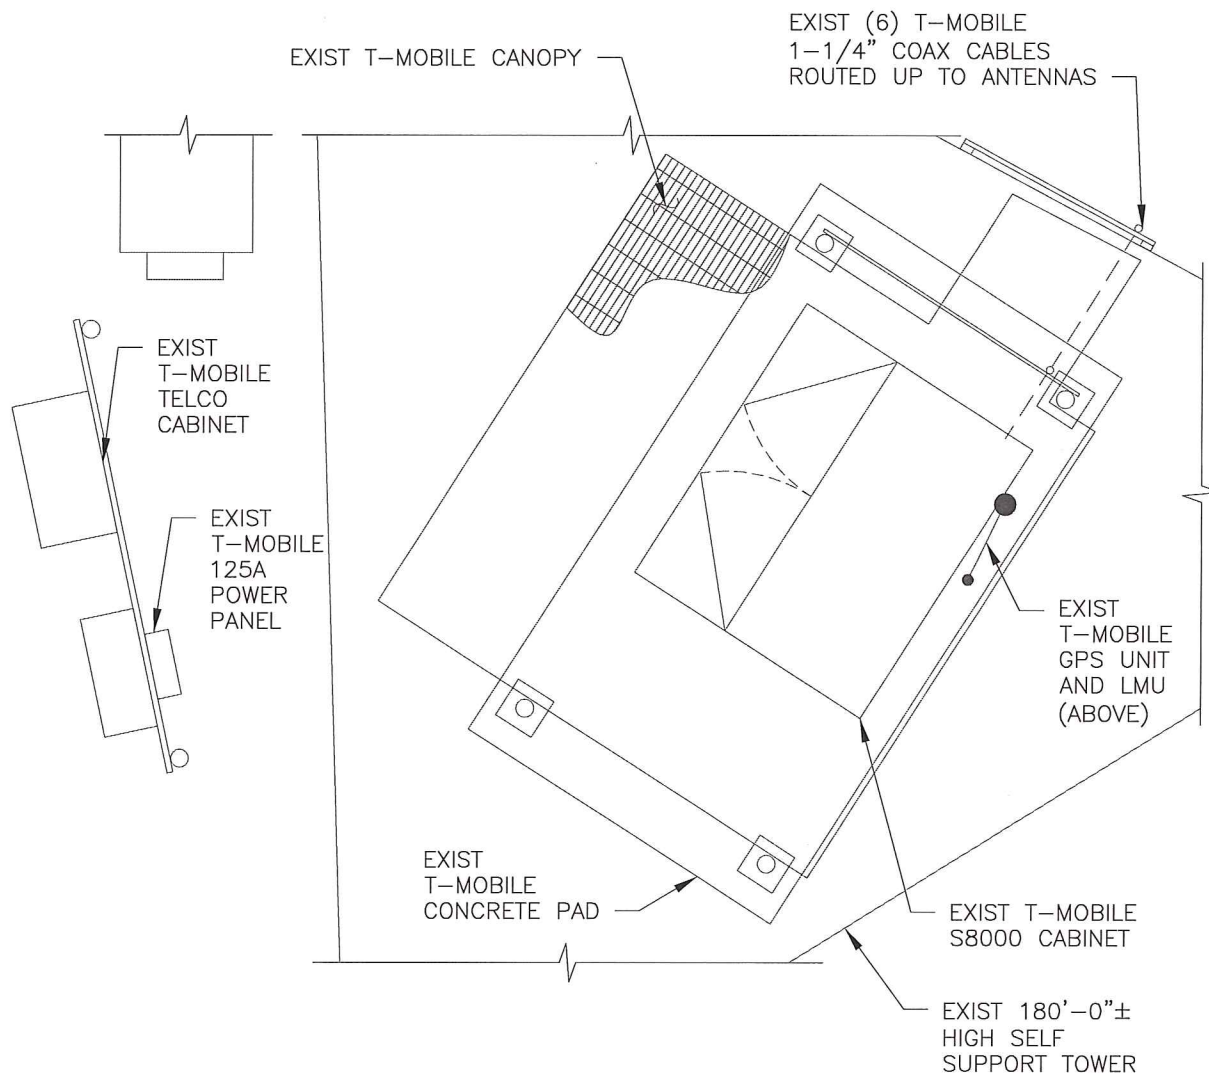 EXIST (6) T-MOBILE
1-1/4" COAX CABLES
ROUTED UP TO ANTENNAS
EXIST T-MOBILE CANOPY
EXIST
T-MOBILE
TELCO
CABINET
EXIST
T-MOBILE
125A
POWER
PANEL
EXIST
T-MOBILE
GPS UNIT
AND LMU
(ABOVE)
EXIST
T-MOBILE
CONCRETE PAD
EXIST T-MOBILE
S8000 CABINET
EXIST 180'-0"±
HIGH SELF
SUPPORT TOWER